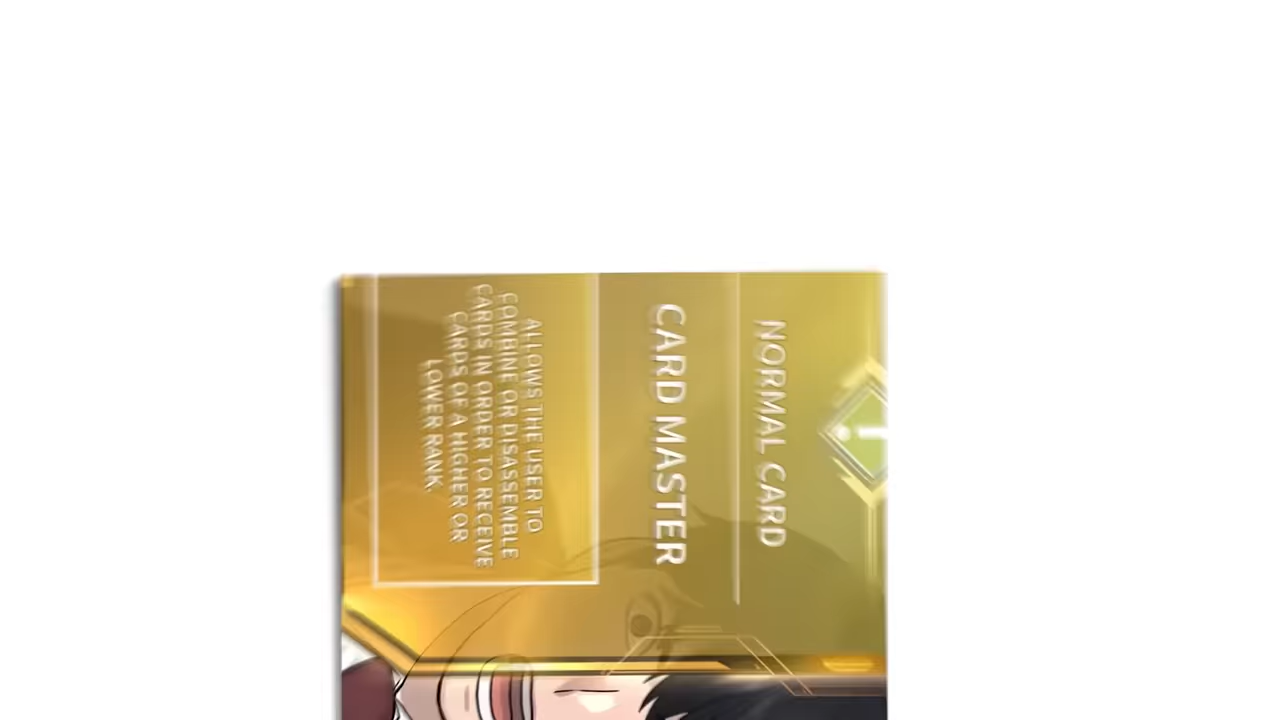 NORMAL CARD
CARD MASTER
ALLOWS THE USER TO
COMBINE OR DISASSEMBLE
CARDS IN ORDER TO RECEIVE
CARDS OF A HIGHER OR
LOWER RANK.